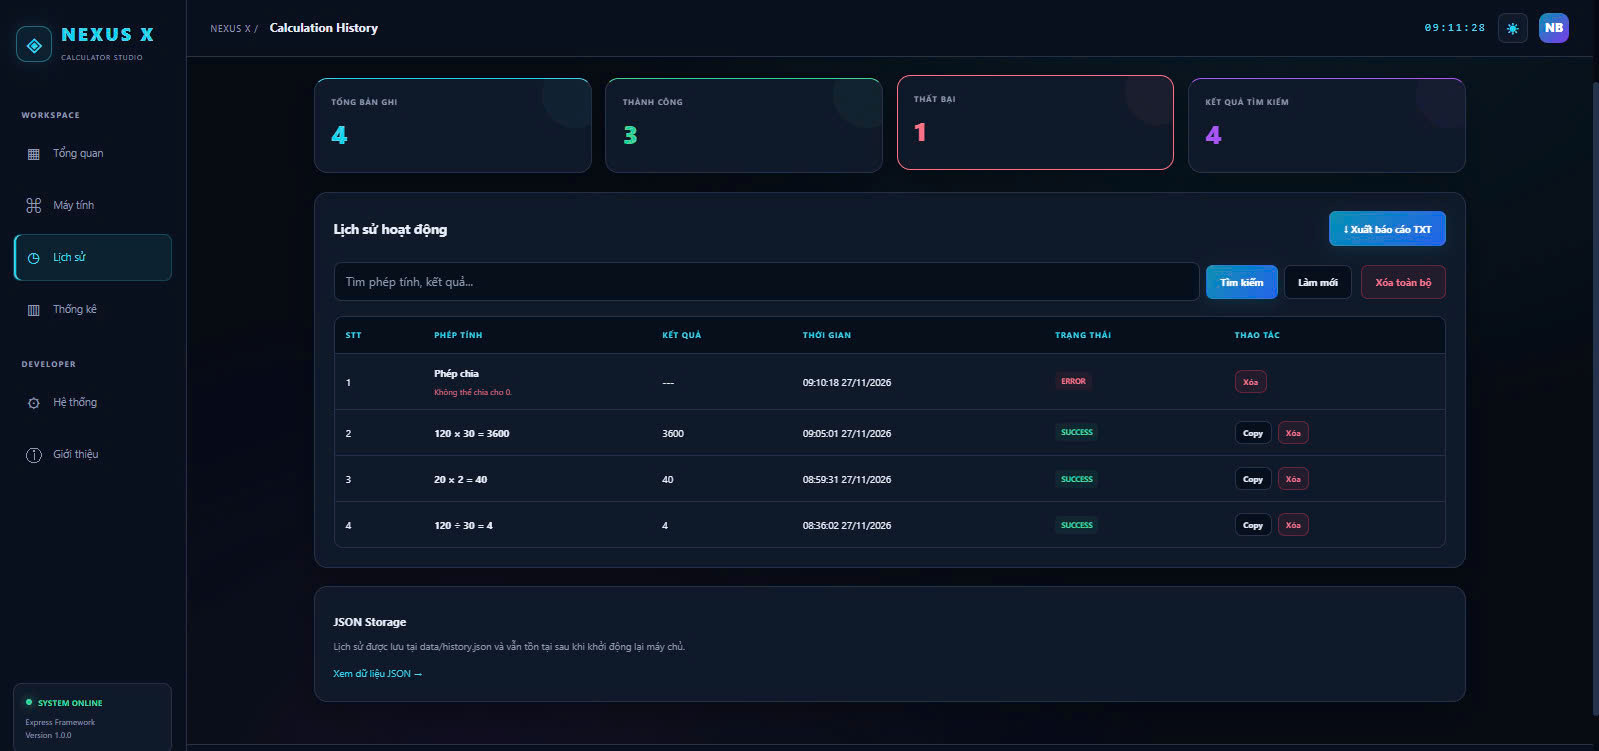 NEXUS X
CALCULATOR STUDIO
WORKSPACE
Tổng quan
Máy tính
Lịch sử
Thống kê
DEVELOPER
Hệ thống
Giới thiệu
SYSTEM ONLINE
Express Framework
Version 1.0.0
NEXUS X / Calculation History
09:11:28
NB
TỔNG BẢN GHI
4
THÀNH CÔNG
3
THẤT BẠI
1
KẾT QUẢ TÌM KIẾM
4
Lịch sử hoạt động
↓ Xuất báo cáo TXT
Tìm phép tính, kết quả...
Tìm kiếm
Làm mới
Xóa toàn bộ
STT PHÉP TÍNH KẾT QUẢ THỜI GIAN TRẠNG THÁI THAO TÁC
1 Phép chia --- 09:10:18 27/11/2026 ERROR Xóa
Không thể chia cho 0.
2 120 × 30 = 3600 3600 09:05:01 27/11/2026 SUCCESS Copy Xóa
3 20 × 2 = 40 40 08:59:31 27/11/2026 SUCCESS Copy Xóa
4 120 ÷ 30 = 4 4 08:36:02 27/11/2026 SUCCESS Copy Xóa
JSON Storage
Lịch sử được lưu tại data/history.json và vẫn tồn tại sau khi khởi động lại máy chủ.
Xem dữ liệu JSON →